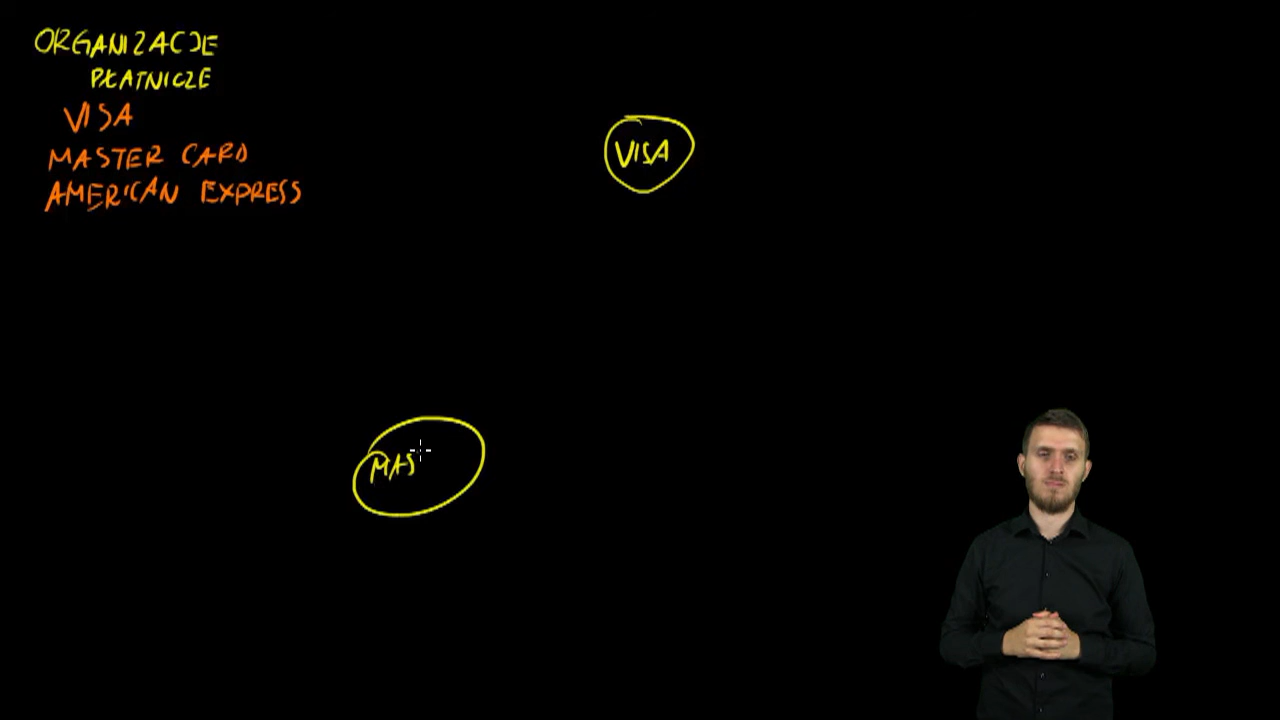 ORGANIZACJE
PŁATNICZE
VISA
MASTER CARD
AMERICAN EXPRESS
VISA
MAS